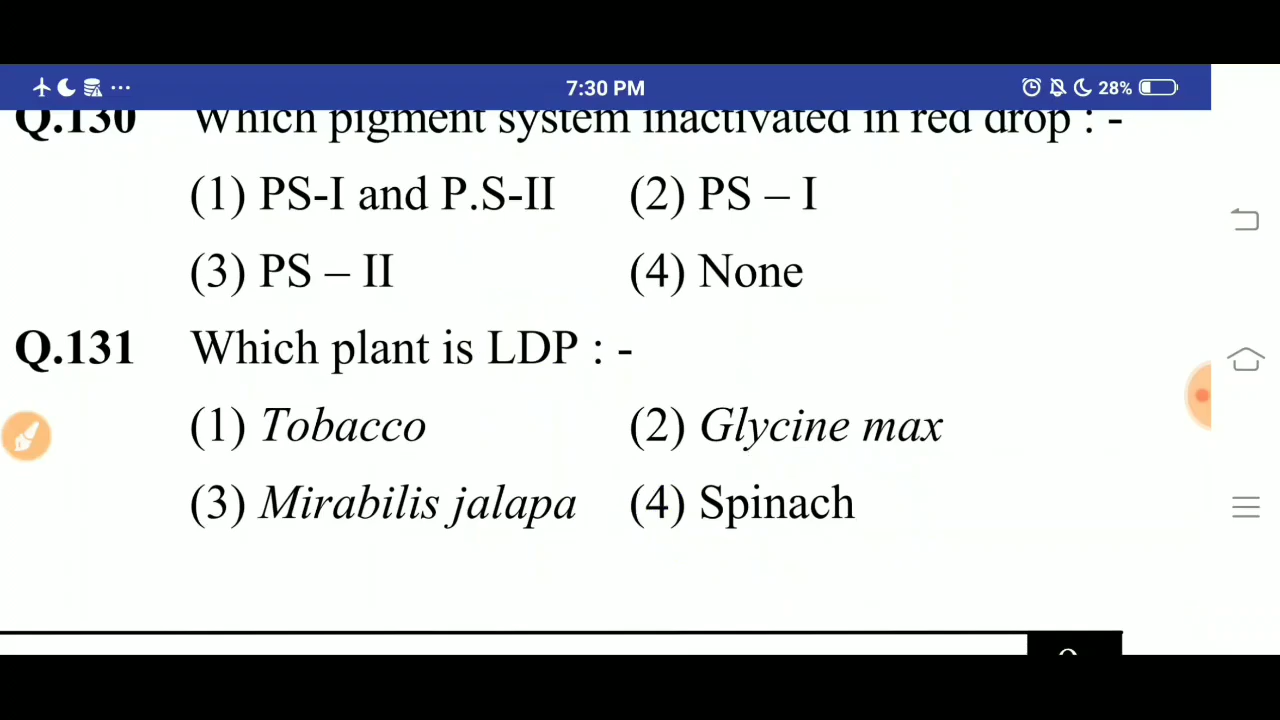 7:30 PM 28%
Q.130 Which pigment system inactivated in red drop : -
(1) PS-I and P.S-II (2) PS – I
(3) PS – II (4) None
Q.131 Which plant is LDP : -
(1) Tobacco (2) Glycine max
(3) Mirabilis jalapa (4) Spinach